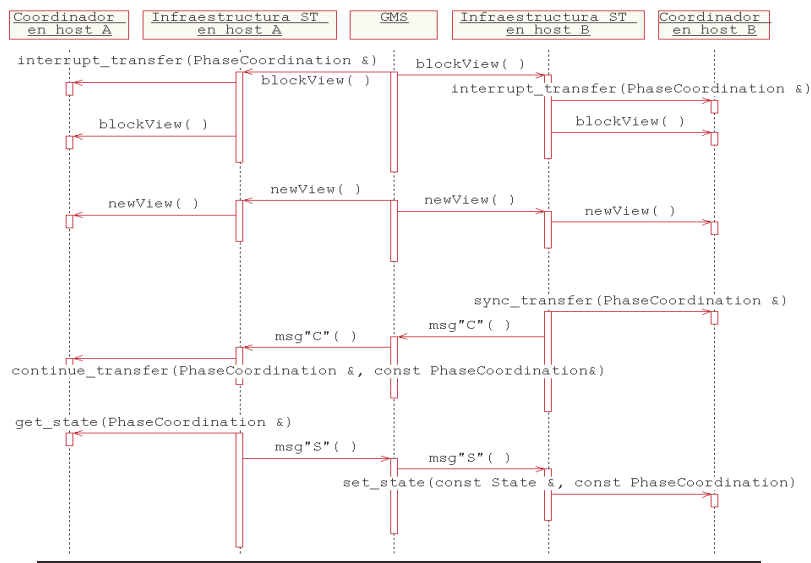 Coordinador en host A
Infraestructura ST en host A
GMS
Infraestructura ST en host B
Coordinador en host B
interrupt_transfer(PhaseCoordination &)
blockView( )
blockView( )
interrupt_transfer(PhaseCoordination &)
blockView( )
blockView( )
newView( )
newView( )
newView( )
newView( )
sync_transfer(PhaseCoordination &)
msg"C"( )
msg"C"( )
continue_transfer(PhaseCoordination &, const PhaseCoordination&)
get_state(PhaseCoordination &)
msg"S"( )
msg"S"( )
set_state(const State &, const PhaseCoordination)